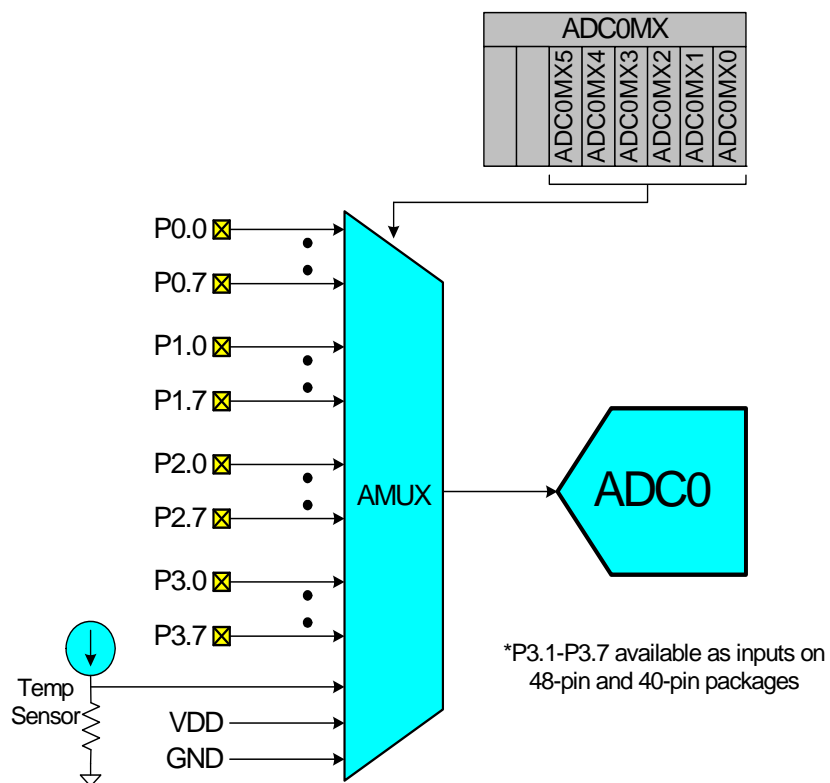 ADC0MX
ADC0MX5
ADC0MX4
ADC0MX3
ADC0MX2
ADC0MX1
ADC0MX0
P0.0
P0.7
P1.0
P1.7
P2.0
P2.7
P3.0
P3.7
AMUX
ADC0
*P3.1-P3.7 available as inputs on
48-pin and 40-pin packages
Temp
Sensor
VDD
GND